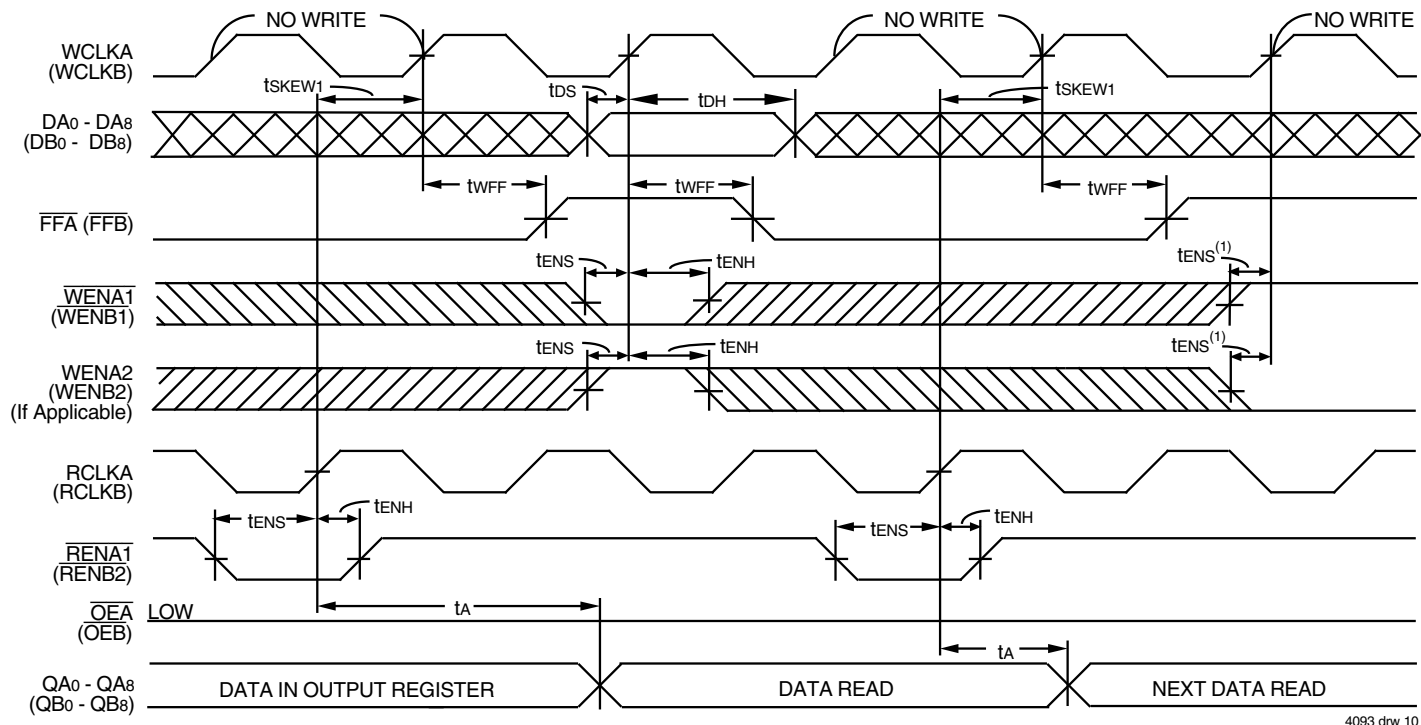 NO WRITE NO WRITE NO WRITE
WCLKA
(WCLKB)
tSKEW1 tDS tDH tSKEW1
DA0 - DA8
(DB0 - DB8)
tWFF tWFF tWFF
FFA (FFB)
tENS tENH tENS(1)
WENA1
(WENB1)
tENS tENH tENS(1)
WENA2
(WENB2)
(If Applicable)
RCLKA
(RCLKB)
tENS tENH tENS tENH
RENA1
(RENB2)
OEA LOW
(OEB)
tA
tA
QA0 - QA8
(QB0 - QB8)
DATA IN OUTPUT REGISTER DATA READ NEXT DATA READ
4093 drw 10